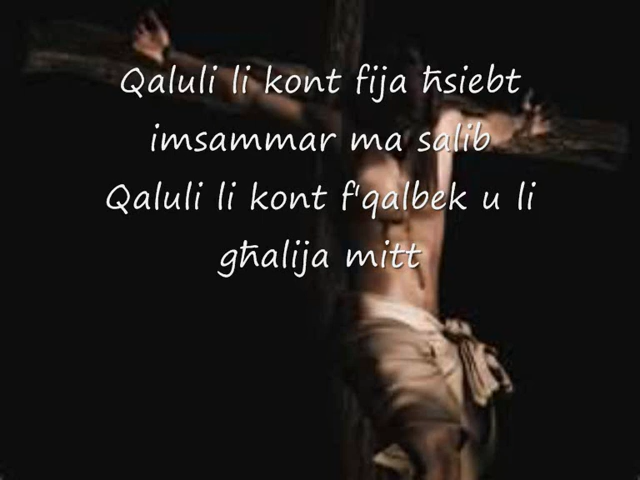 Qaluli li kont fija ħsiebt
imsammar ma salib
Qaluli li kont f'qalbek u li
għalija mitt